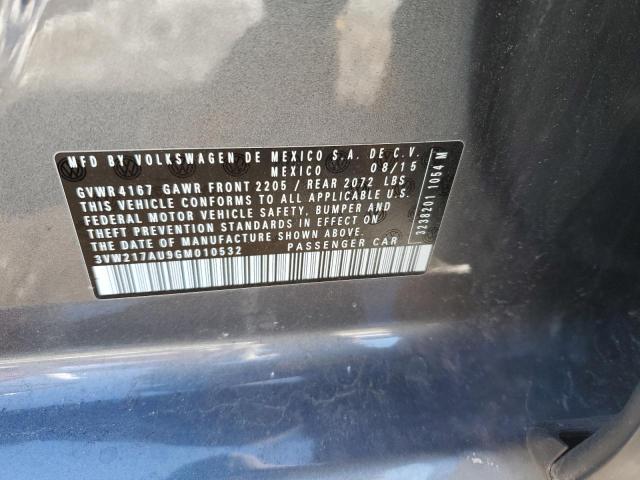 MFD BY VOLKSWAGEN DE MEXICO S.A. DE C.V.
MEXICO 08/15
GVWR4167 GAWR FRONT 2205 / REAR 2072 LBS
THIS VEHICLE CONFORMS TO ALL APPLICABLE U.S.
FEDERAL MOTOR VEHICLE SAFETY, BUMPER AND
THEFT PREVENTION STANDARDS IN EFFECT ON
THE DATE OF MANUFACTURE SHOWN ABOVE.
3VW217AU9GM010532 PASSENGER CAR
32382011054 M